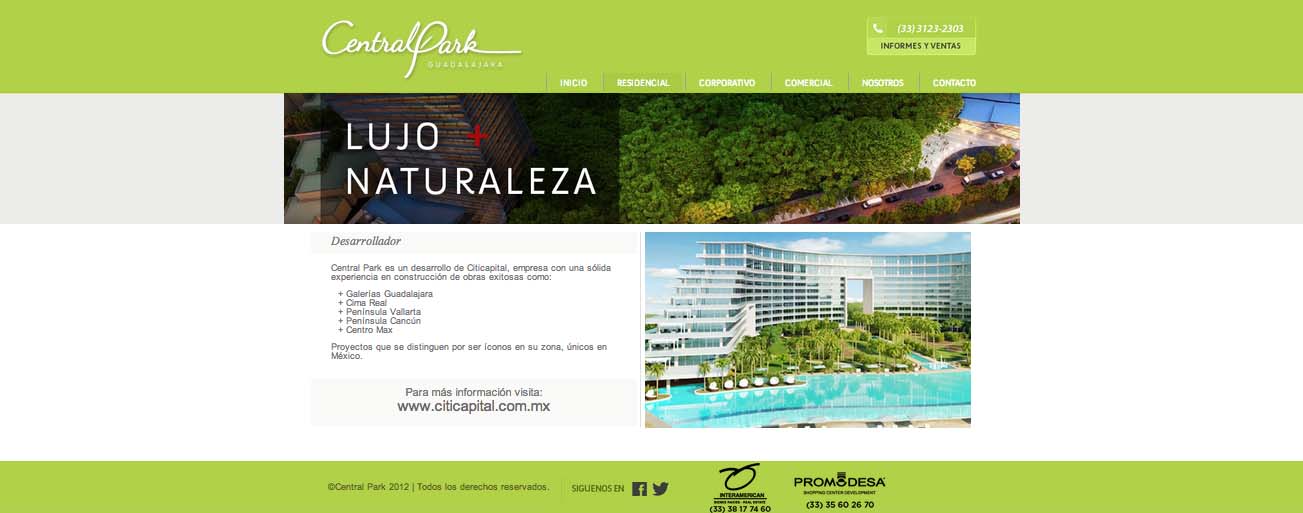 Central Park
GUADALAJARA
(33) 3123-2303
INFORMES Y VENTAS
INICIO
RESIDENCIAL
CORPORATIVO
COMERCIAL
NOSOTROS
CONTACTO
LUJO +
NATURALEZA
Desarrollador
Central Park es un desarrollo de Citicapital, empresa con una sólida
experiencia en construcción de obras exitosas como:
+ Galerías Guadalajara
+ Cima Real
+ Península Vallarta
+ Península Cancún
+ Centro Max
Proyectos que se distinguen por ser íconos en su zona, únicos en
México.
Para más información visita:
www.citicapital.com.mx
©Central Park 2012 | Todos los derechos reservados.
SIGUENOS EN
INTERAMERICAN
BIENES RAICES · REAL ESTATE
(33) 38 17 74 60
PROMODESA
SHOPPING CENTER DEVELOPMENT
(33) 35 60 26 70